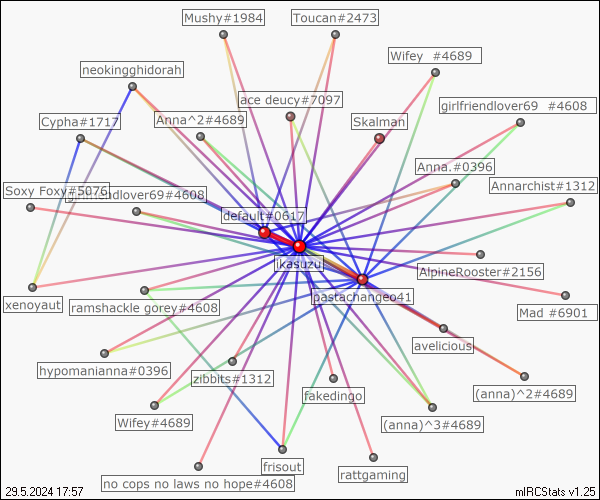 Mushy#1984
Toucan#2473
Wifey #4689
neokingghidorah
ace deucy#7097
girlfriendlover69 #4608
Cypha#1717
Anna^2#4689
Skalman
Anna.#0396
Annarchist#1312
Soxy Foxy#5076
endlover69#4608
default#0617
ikasuzu
AlpineRooster#2156
pastachangeo41
xenoyaut
ramshackle gorey#4608
Mad #6901
avelicious
hypomanianna#0396
zibbits#1312
fakedingo
(anna)^2#4689
Wifey#4689
(anna)^3#4689
frisout
rattgaming
no cops no laws no hope#4608
29.5.2024 17:57
mIRCStats v1.25